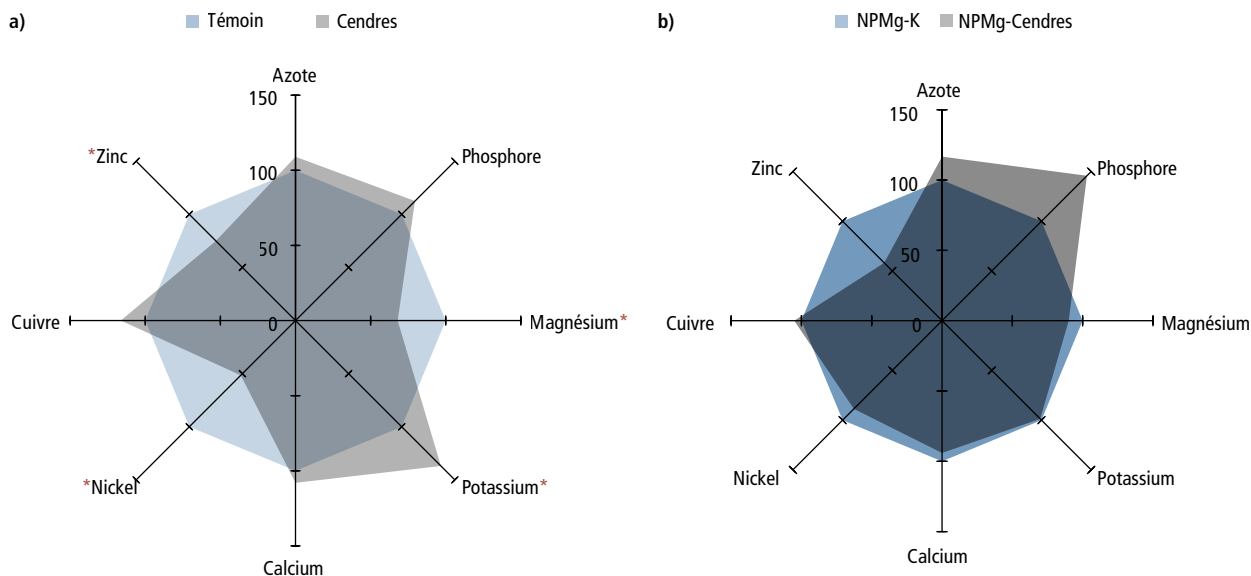 a)
Témoin Cendres
Azote
150
*Zinc
Phosphore
100
50
Cuivre
0
Magnésium*
*Nickel
Potassium*
Calcium
b)
NPMg-K NPMg-Cendres
Azote
150
Zinc
Phosphore
100
50
Cuivre
0
Magnésium
Nickel
Potassium
Calcium